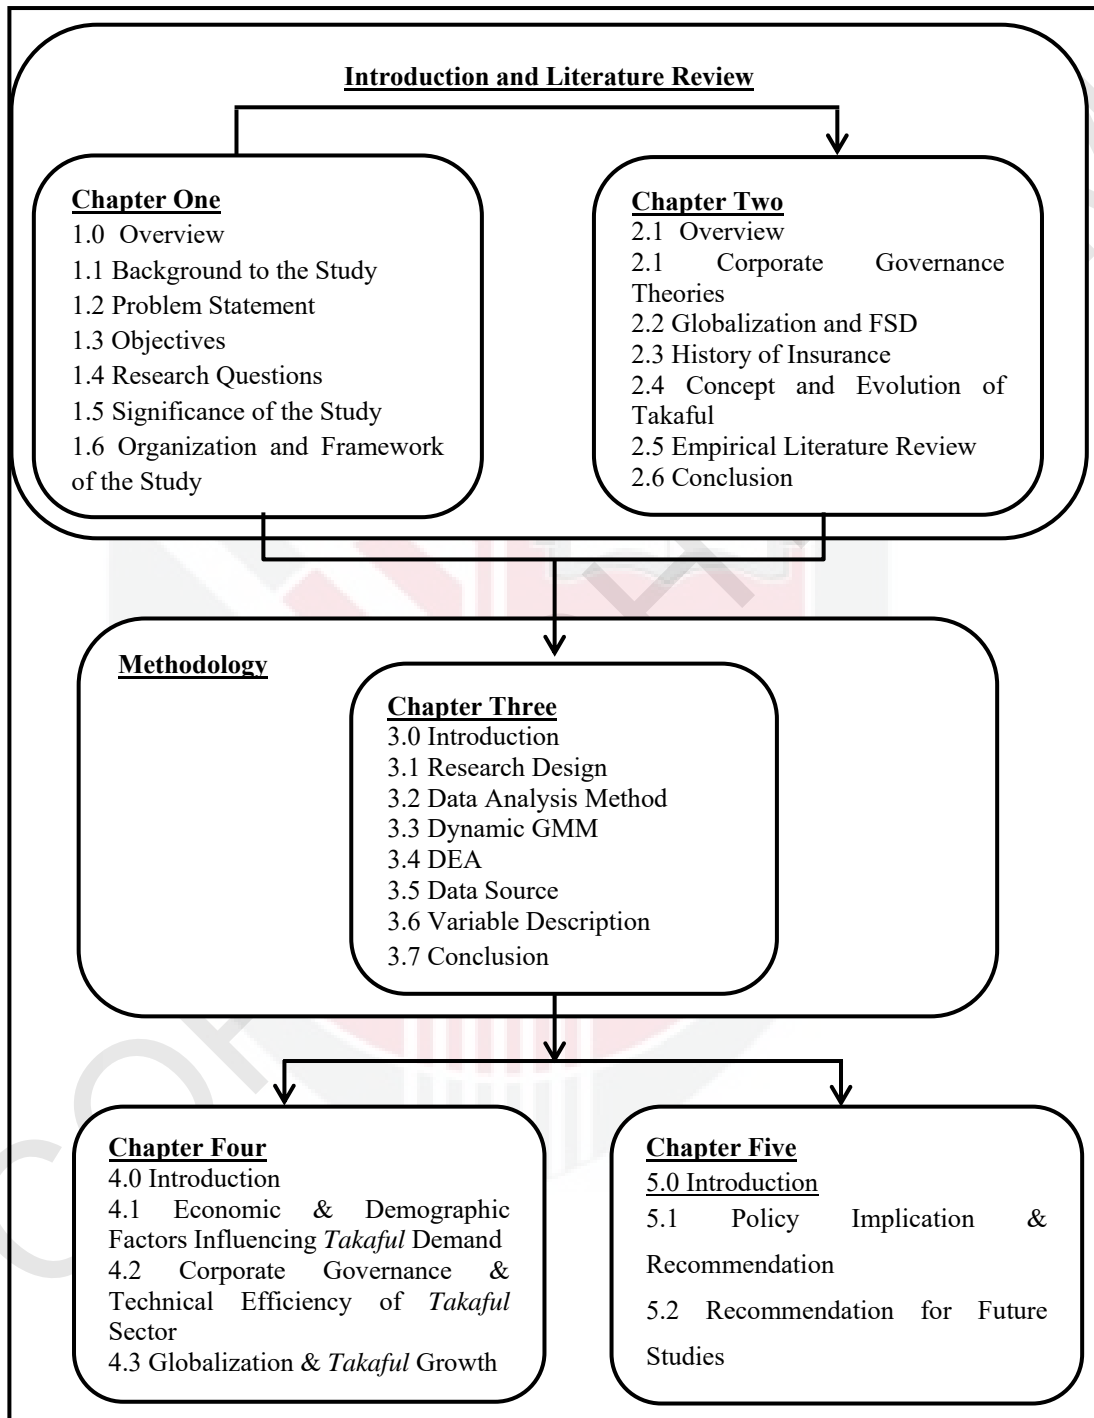 Introduction and Literature Review
Chapter One
1.0 Overview
1.1 Background to the Study
1.2 Problem Statement
1.3 Objectives
1.4 Research Questions
1.5 Significance of the Study
1.6 Organization and Framework
of the Study
Chapter Two
2.1 Overview
2.1 Corporate Governance
Theories
2.2 Globalization and FSD
2.3 History of Insurance
2.4 Concept and Evolution of
Takaful
2.5 Empirical Literature Review
2.6 Conclusion
Methodology
Chapter Three
3.0 Introduction
3.1 Research Design
3.2 Data Analysis Method
3.3 Dynamic GMM
3.4 DEA
3.5 Data Source
3.6 Variable Description
3.7 Conclusion
Chapter Four
4.0 Introduction
4.1 Economic & Demographic
Factors Influencing Takaful Demand
4.2 Corporate Governance &
Technical Efficiency of Takaful
Sector
4.3 Globalization & Takaful Growth
Chapter Five
5.0 Introduction
5.1 Policy Implication &
Recommendation
5.2 Recommendation for Future
Studies